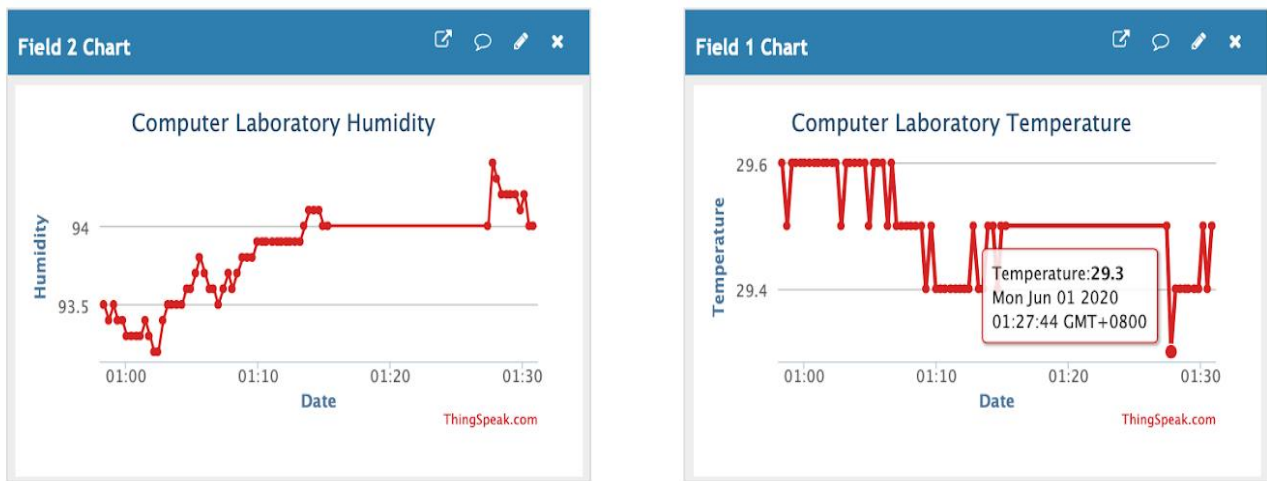 Field 2 Chart
Computer Laboratory Humidity
Humidity
94
93.5
01:00 01:10 01:20 01:30
Date
ThingSpeak.com
Field 1 Chart
Computer Laboratory Temperature
Temperature
29.6
29.4
Temperature:29.3
Mon Jun 01 2020
01:27:44 GMT+0800
01:00 01:10 01:20 01:30
Date
ThingSpeak.com